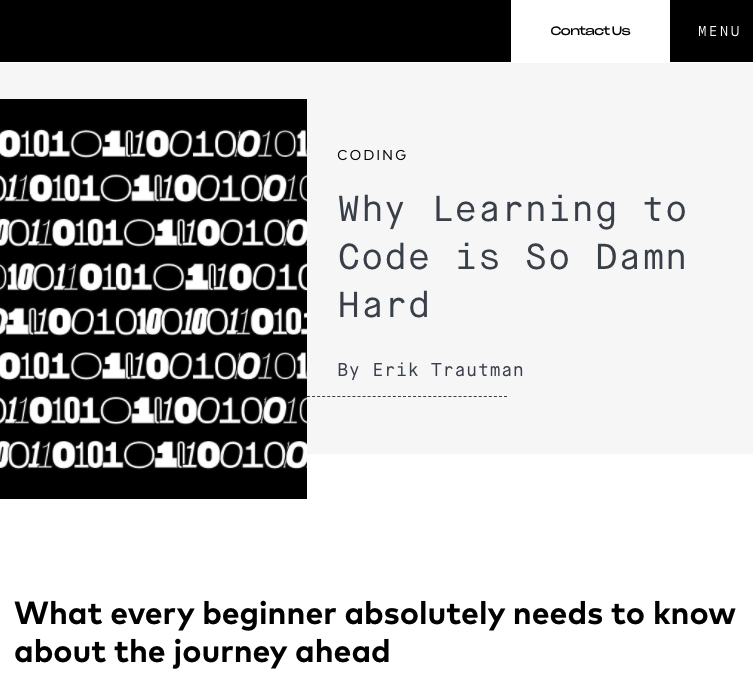 Contact Us
MENU
CODING
Why Learning to
Code is So Damn
Hard
By Erik Trautman
What every beginner absolutely needs to know
about the journey ahead